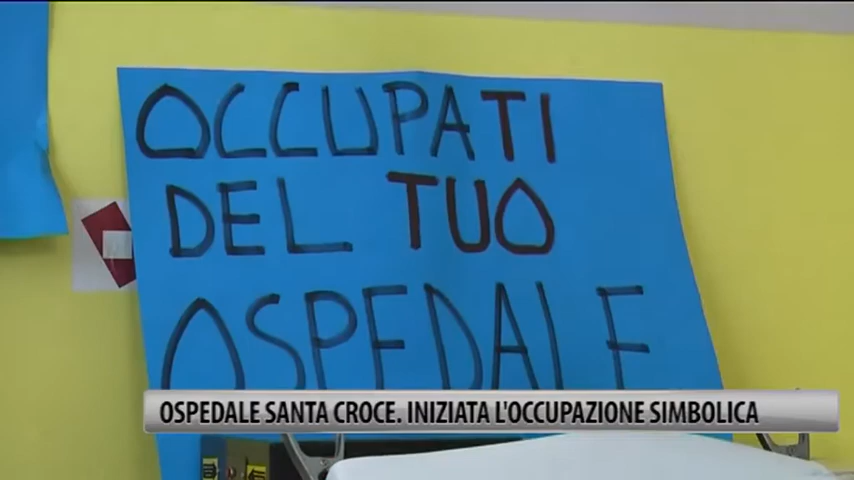 OCCUPATI
DEL TUO
OSPEDALE
OSPEDALE SANTA CROCE. INIZIATA L'OCCUPAZIONE SIMBOLICA